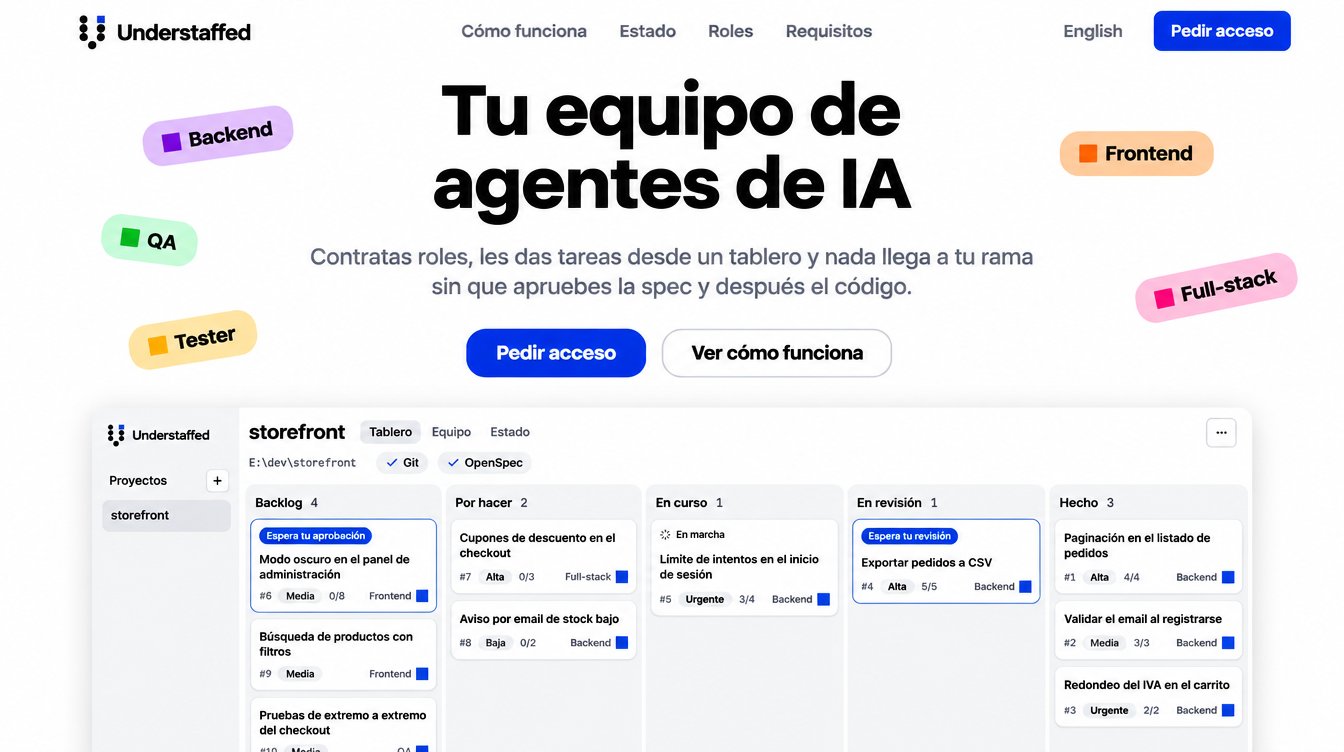 Understaffed
Cómo funciona
Estado
Roles
Requisitos
English
Pedir acceso
Tu equipo de
agentes de IA
Backend
QA
Tester
Frontend
Full-stack
Contratas roles, les das tareas desde un tablero y nada llega a tu rama
sin que apruebes la spec y después el código.
Pedir acceso
Ver cómo funciona
Understaffed
Proyectos
+
storefront
storefront
Tablero
Equipo
Estado
...
E:\dev\storefront
Git
OpenSpec
Backlog 4
Espera tu aprobación
Modo oscuro en el panel de
administración
#6 Media 0/8 Frontend
Búsqueda de productos con
filtros
#9 Media Frontend
Pruebas de extremo a extremo
del checkout
#10 Media QA
Por hacer 2
Cupones de descuento en el
checkout
#7 Alta 0/3 Full-stack
Aviso por email de stock bajo
#8 Baja 0/2 Backend
En curso 1
En marcha
Límite de intentos en el inicio
de sesión
#5 Urgente 3/4 Backend
En revisión 1
Espera tu revisión
Exportar pedidos a CSV
#4 Alta 5/5 Backend
Hecho 3
Paginación en el listado de
pedidos
#1 Alta 4/4 Backend
Validar el email al registrarse
#2 Media 3/3 Backend
Redondeo del IVA en el carrito
#3 Urgente 2/2 Backend